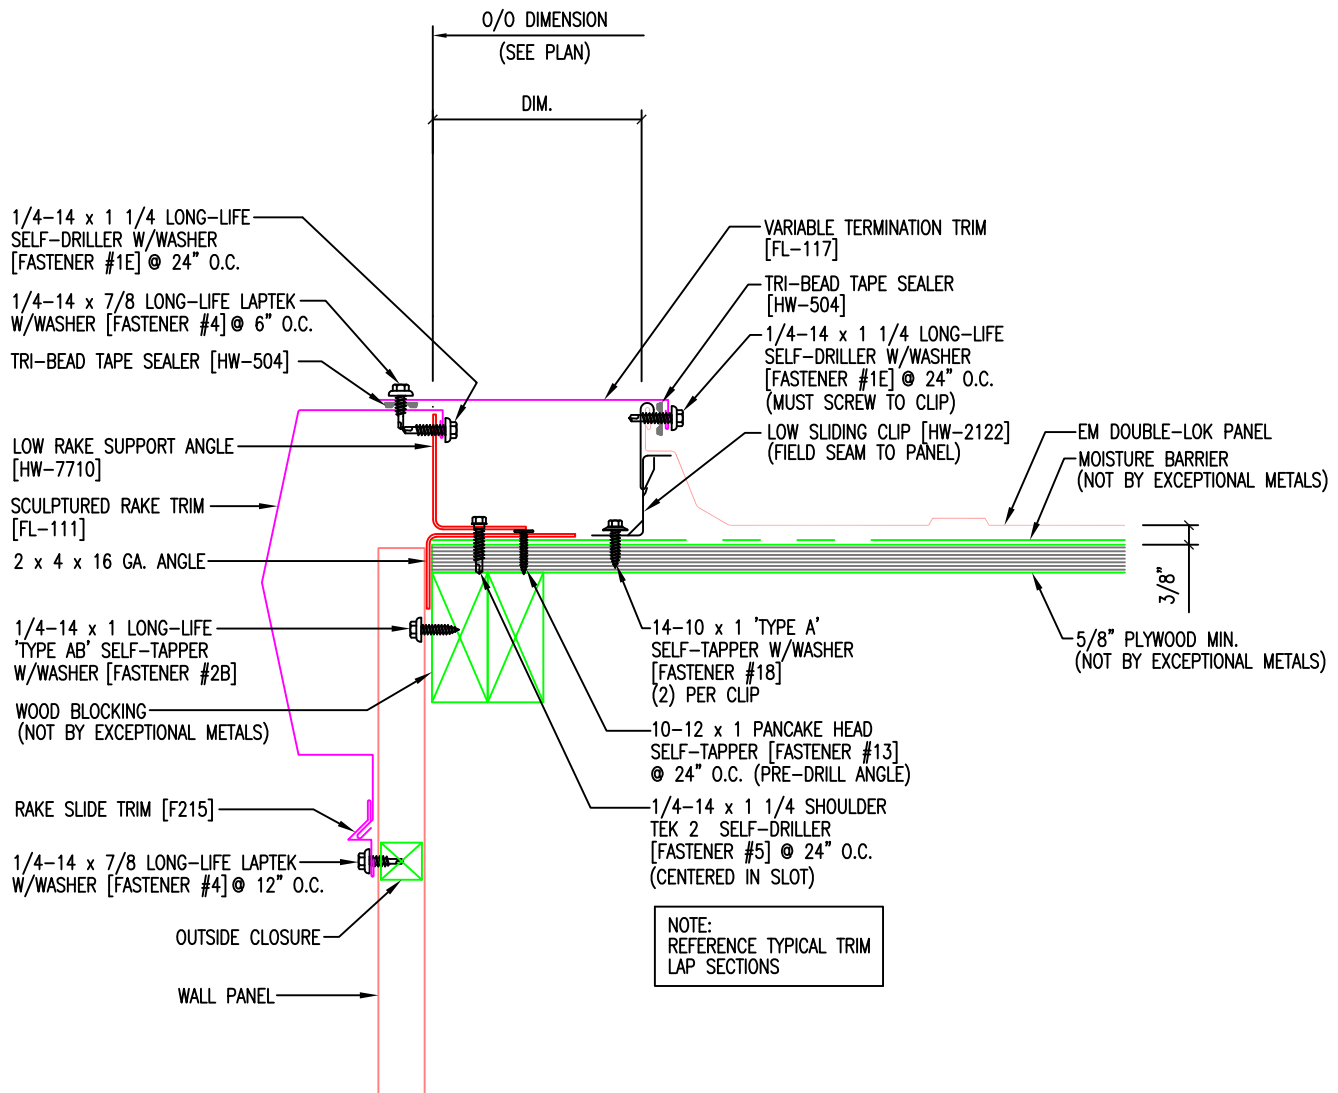 O/O DIMENSION
(SEE PLAN)
DIM.
1/4-14 x 1 1/4 LONG-LIFE
SELF-DRILLER W/WASHER
[FASTENER #1E] @ 24" O.C.
1/4-14 x 7/8 LONG-LIFE LAPTEK
W/WASHER [FASTENER #4] @ 6" O.C.
TRI-BEAD TAPE SEALER [HW-504]
LOW RAKE SUPPORT ANGLE
[HW-7710]
SCULPTURED RAKE TRIM
[FL-111]
2 x 4 x 16 GA. ANGLE
1/4-14 x 1 LONG-LIFE
'TYPE AB' SELF-TAPPER
W/WASHER [FASTENER #2B]
WOOD BLOCKING
(NOT BY EXCEPTIONAL METALS)
RAKE SLIDE TRIM [F215]
1/4-14 x 7/8 LONG-LIFE LAPTEK
W/WASHER [FASTENER #4] @ 12" O.C.
OUTSIDE CLOSURE
WALL PANEL
VARIABLE TERMINATION TRIM
[FL-117]
TRI-BEAD TAPE SEALER
[HW-504]
1/4-14 x 1 1/4 LONG-LIFE
SELF-DRILLER W/WASHER
[FASTENER #1E] @ 24" O.C.
(MUST SCREW TO CLIP)
LOW SLIDING CLIP [HW-2122]
(FIELD SEAM TO PANEL)
EM DOUBLE-LOK PANEL
MOISTURE BARRIER
(NOT BY EXCEPTIONAL METALS)
3/8"
5/8" PLYWOOD MIN.
(NOT BY EXCEPTIONAL METALS)
14-10 x 1 'TYPE A'
SELF-TAPPER W/WASHER
[FASTENER #18]
(2) PER CLIP
10-12 x 1 PANCAKE HEAD
SELF-TAPPER [FASTENER #13]
@ 24" O.C. (PRE-DRILL ANGLE)
1/4-14 x 1 1/4 SHOULDER
TEK 2 SELF-DRILLER
[FASTENER #5] @ 24" O.C.
(CENTERED IN SLOT)
NOTE:
REFERENCE TYPICAL TRIM
LAP SECTIONS